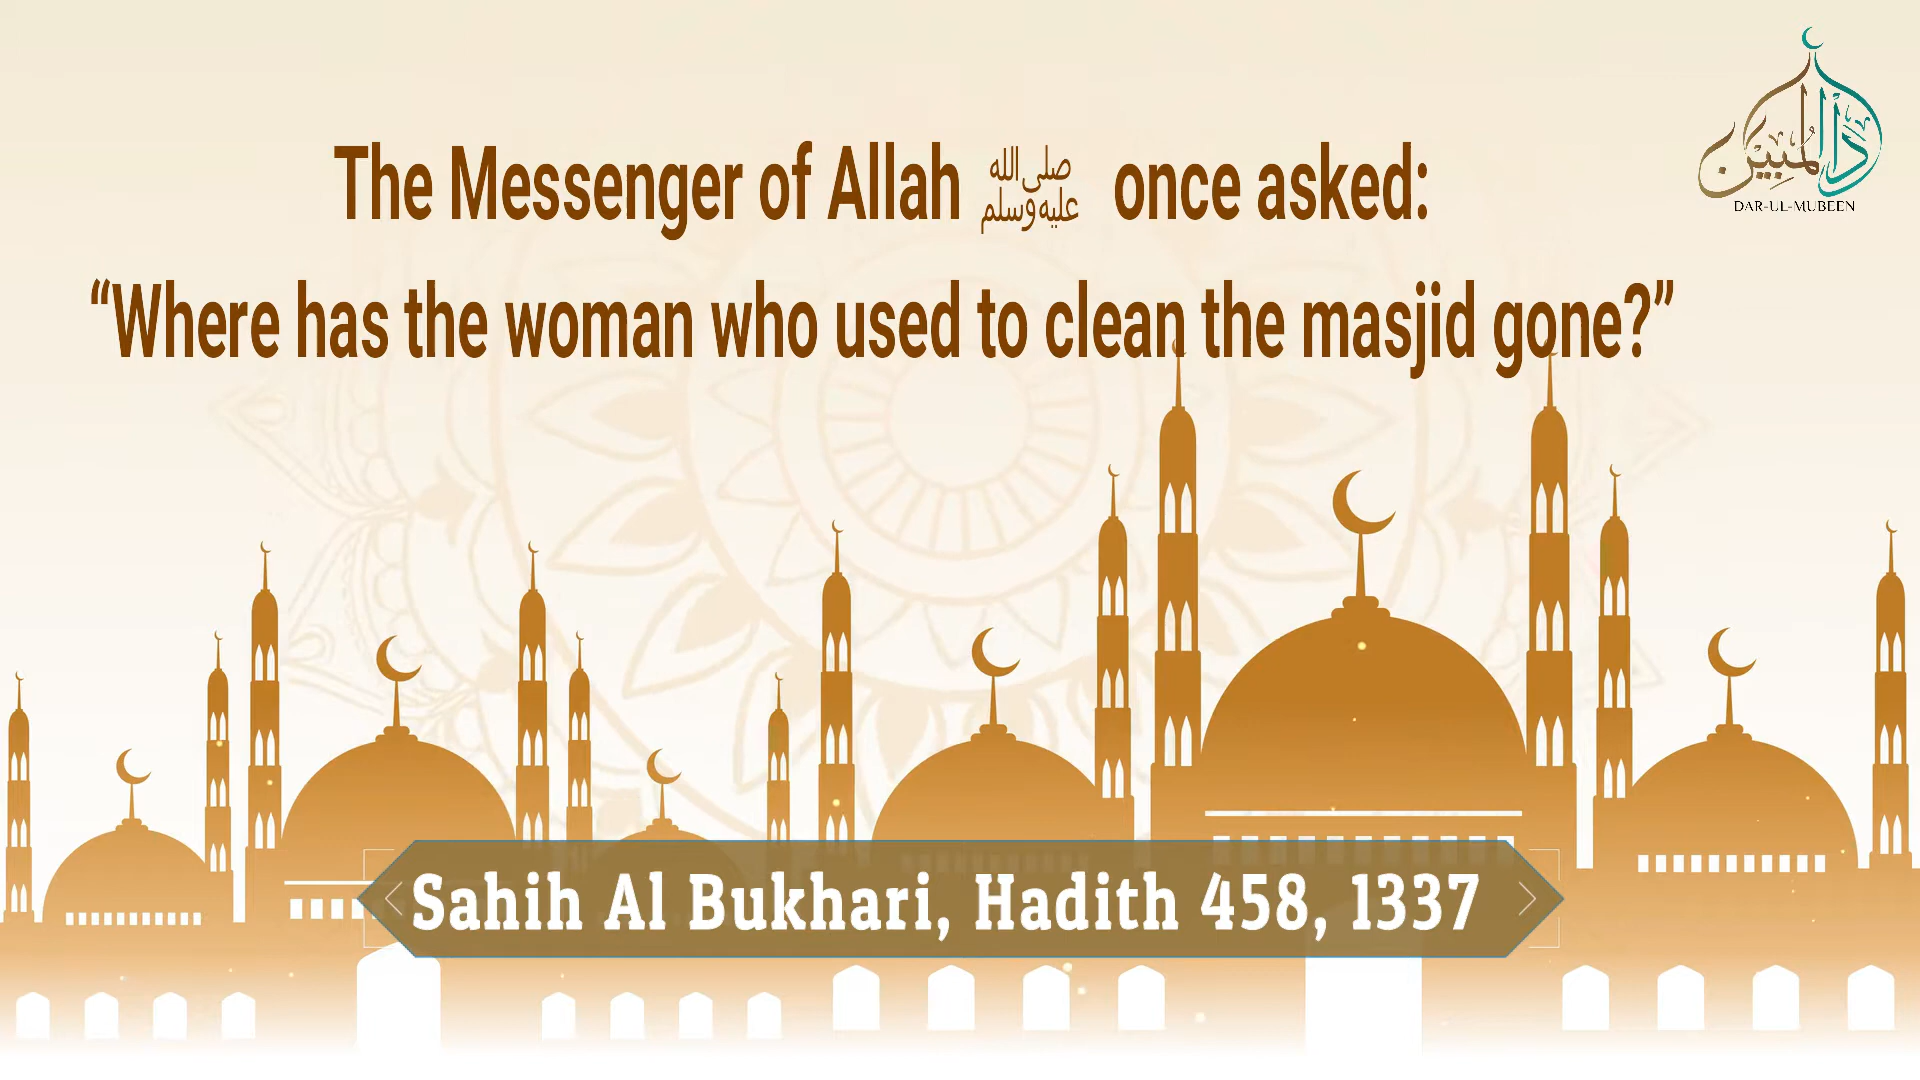 The Messenger of Allah ﷺ once asked:
“Where has the woman who used to clean the masjid gone?”
Sahih Al Bukhari, Hadith 458, 1337
دار المبين
DAR-UL-MUBEEN